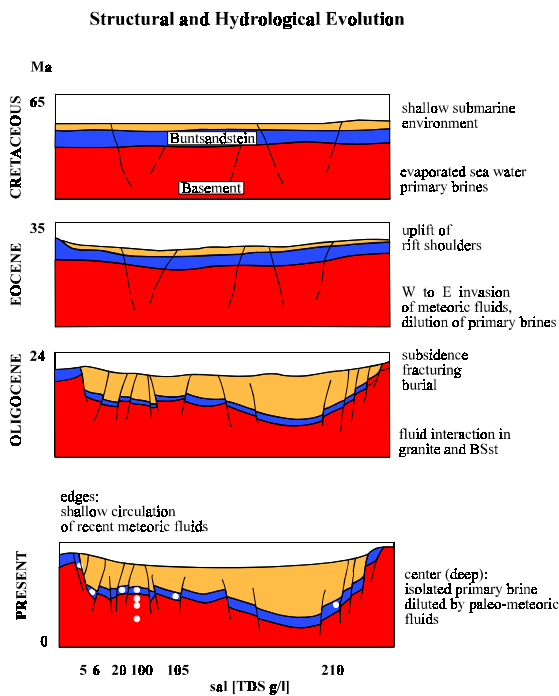 Structural and Hydrological Evolution
Ma
CRETACEOUS
65
Buntsandstein
Basement
shallow submarine
environment
evaporated sea water
primary brines
EOCENE
35
uplift of
rift shoulders
W to E invasion
of meteoric fluids,
dilution of primary brines
OLIGOCENE
24
subsidence
fracturing
burial
fluid interaction in
granite and BSst
edges:
shallow circulation
of recent meteoric fluids
PRESENT
0
center (deep):
isolated primary brine
diluted by paleo-meteoric
fluids
5 6 20 100 105 210
sal [TDS g/l]